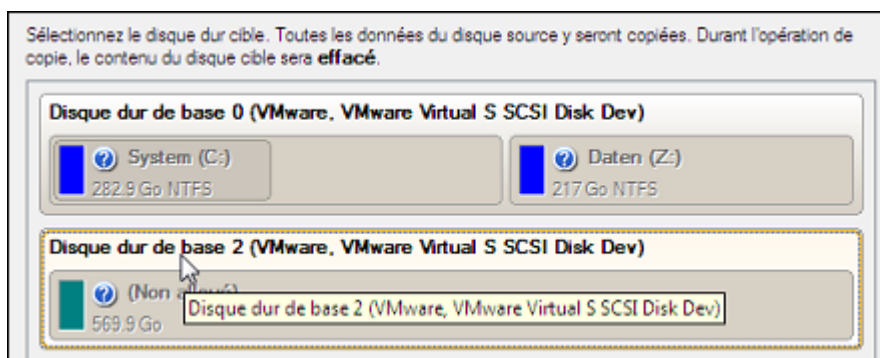 Sélectionnez le disque dur cible. Toutes les données du disque source y seront copiées. Durant l'opération de
copie, le contenu du disque cible sera effacé.
Disque dur de base 0 (VMware, VMware Virtual S SCSI Disk Dev)
System (C:)
282.9 Go NTFS
Daten (Z:)
217 Go NTFS
Disque dur de base 2 (VMware, VMware Virtual S SCSI Disk Dev)
(Non alloué)
569.9 Go
Disque dur de base 2 (VMware, VMware Virtual S SCSI Disk Dev)